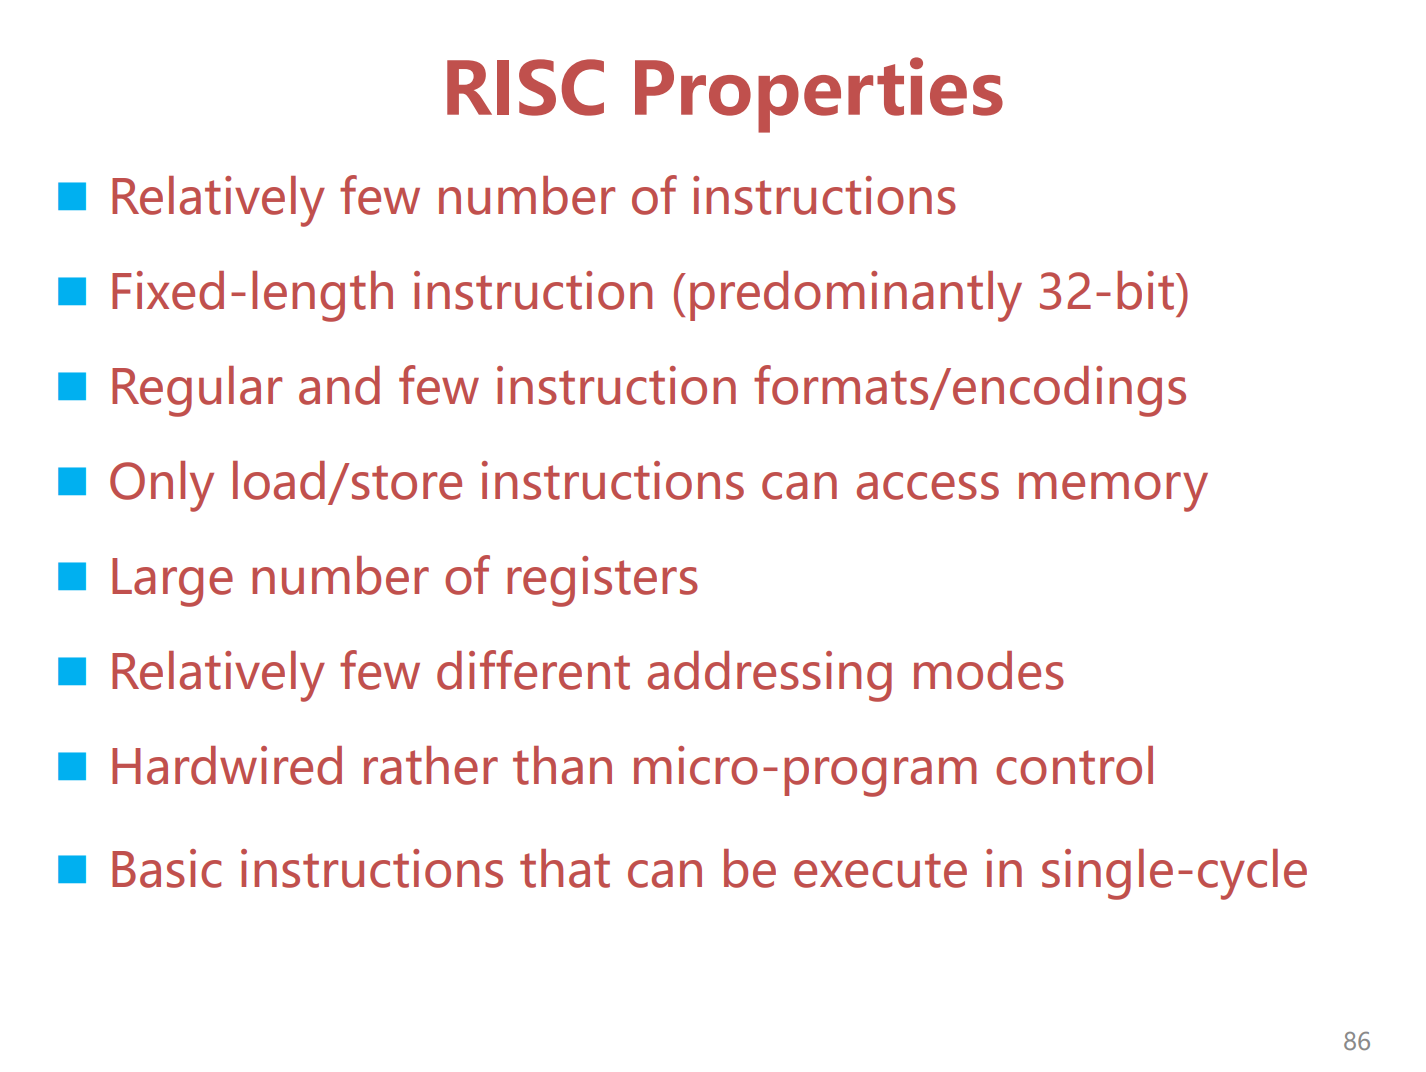 RISC Properties
Relatively few number of instructions
Fixed-length instruction (predominantly 32-bit)
Regular and few instruction formats/encodings
Only load/store instructions can access memory
Large number of registers
Relatively few different addressing modes
Hardwired rather than micro-program control
Basic instructions that can be execute in single-cycle
86